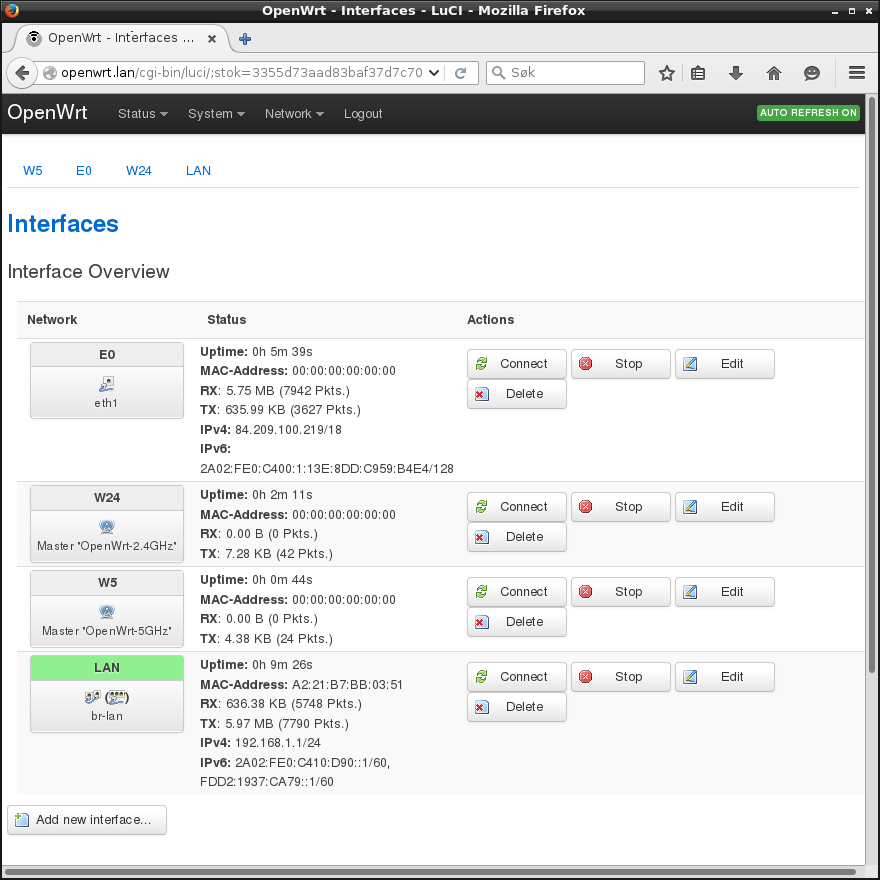 OpenWrt - Interfaces - LuCI - Mozilla Firefox
OpenWrt - Interfaces ...
openwrt.lan/cgi-bin/luci/;stok=3355d73aad83baf37d7c70
Søk
OpenWrt Status System Network Logout AUTO REFRESH ON
W5 E0 W24 LAN
Interfaces
Interface Overview
Network Status Actions
E0
eth1
Uptime: 0h 5m 39s
MAC-Address: 00:00:00:00:00:00
RX: 5.75 MB (7942 Pkts.)
TX: 635.99 KB (3627 Pkts.)
IPv4: 84.209.100.219/18
IPv6:
2A02:FE0:C400:1:13E:8DD:C959:B4E4/128
Connect Stop Edit
Delete
W24
Master "OpenWrt-2.4GHz"
Uptime: 0h 2m 11s
MAC-Address: 00:00:00:00:00:00
RX: 0.00 B (0 Pkts.)
TX: 7.28 KB (42 Pkts.)
Connect Stop Edit
Delete
W5
Master "OpenWrt-5GHz"
Uptime: 0h 0m 44s
MAC-Address: 00:00:00:00:00:00
RX: 0.00 B (0 Pkts.)
TX: 4.38 KB (24 Pkts.)
Connect Stop Edit
Delete
LAN
br-lan
Uptime: 0h 9m 26s
MAC-Address: A2:21:B7:BB:03:51
RX: 636.38 KB (5748 Pkts.)
TX: 5.97 MB (7790 Pkts.)
IPv4: 192.168.1.1/24
IPv6: 2A02:FE0:C410:D90::1/60,
FDD2:1937:CA79::1/60
Connect Stop Edit
Delete
Add new interface...